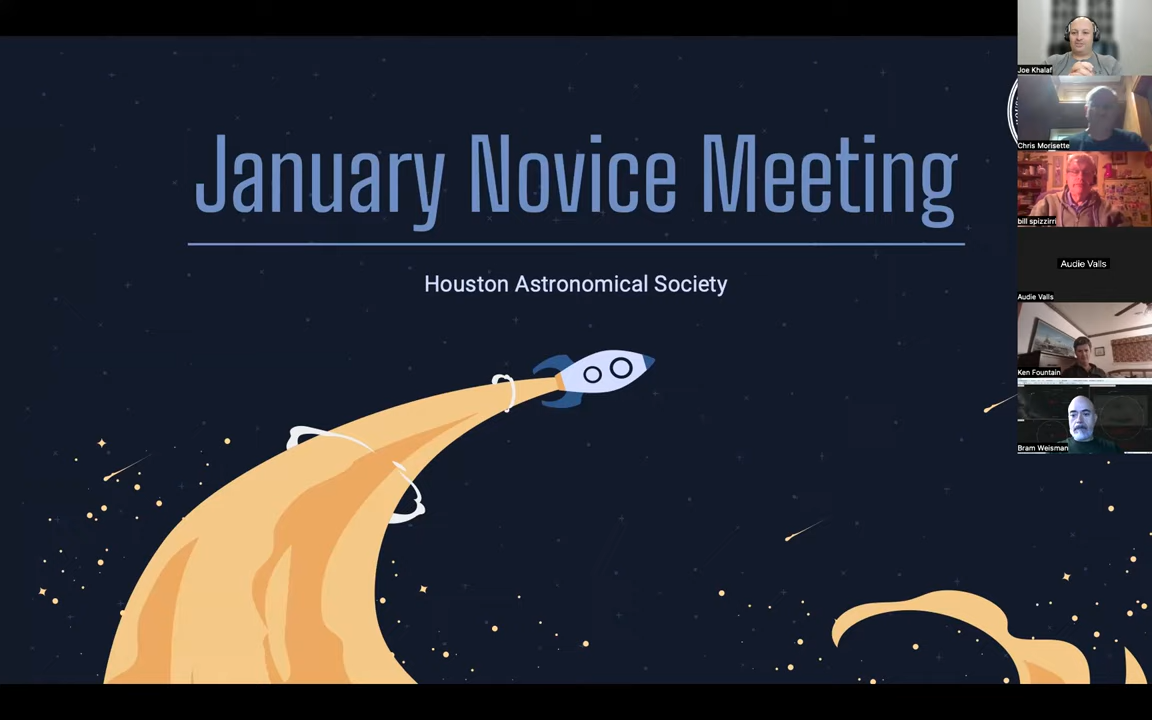 January Novice Meeting
Houston Astronomical Society
Joe Khalaf
Chris Morisette
bill spizzirri
Audie Valls
Audie Valls
Ken Fountain
Bram Weisman